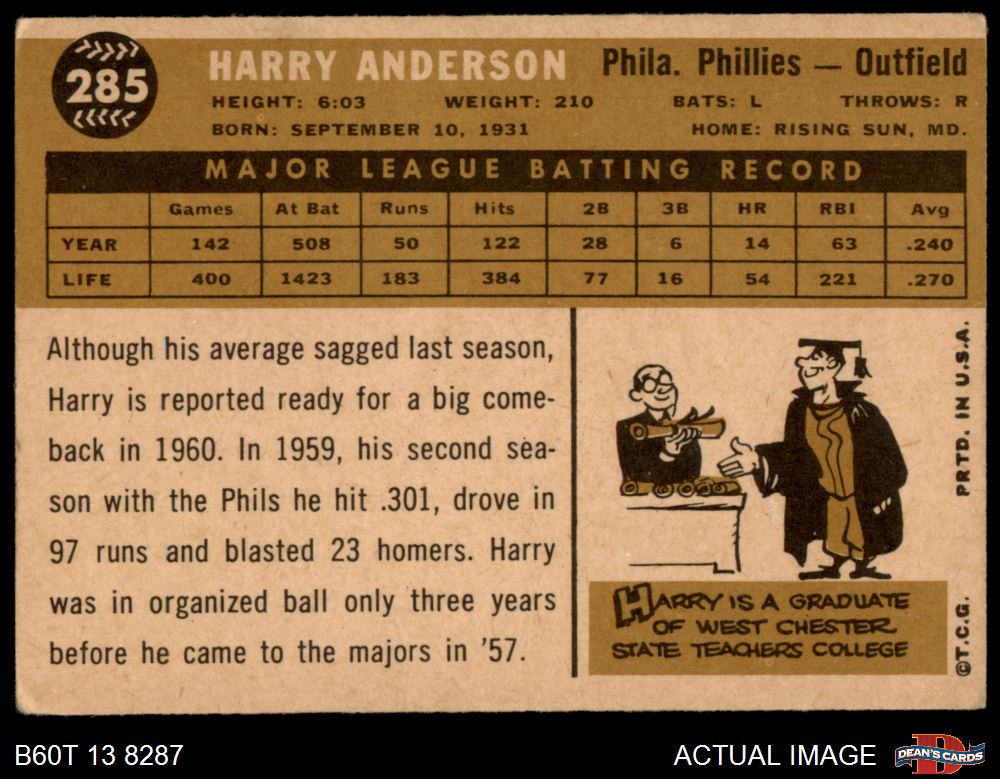 285
HARRY ANDERSON Phila. Phillies — Outfield
HEIGHT: 6:03 WEIGHT: 210 BATS: L THROWS: R
BORN: SEPTEMBER 10, 1931 HOME: RISING SUN, MD.
MAJOR LEAGUE BATTING RECORD
Games At Bat Runs Hits 2B 3B HR RBI Avg
YEAR 142 508 50 122 28 6 14 63 .240
LIFE 400 1423 183 384 77 16 54 221 .270
Although his average sagged last season,
Harry is reported ready for a big come-
back in 1960. In 1959, his second sea-
son with the Phils he hit .301, drove in
97 runs and blasted 23 homers. Harry
was in organized ball only three years
before he came to the majors in '57.
HARRY IS A GRADUATE
OF WEST CHESTER
STATE TEACHERS COLLEGE
©T.C.G. PRTD. IN U.S.A.
B60T 13 8287 ACTUAL IMAGE
D
DEAN'S CARDS